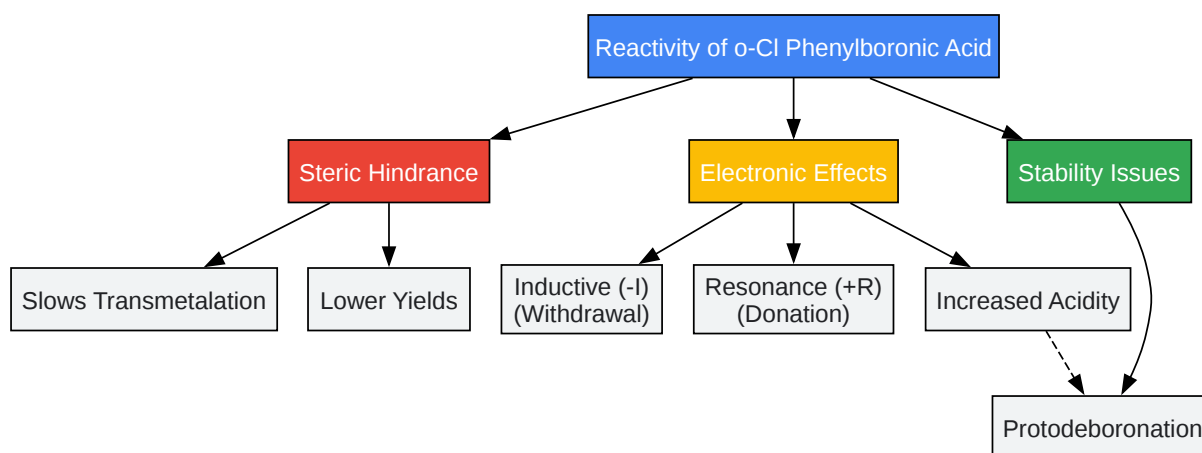 Reactivity of o-Cl Phenylboronic Acid
Steric Hindrance
Electronic Effects
Stability Issues
Slows Transmetalation
Lower Yields
Inductive (-I)
(Withdrawal)
Resonance (+R)
(Donation)
Increased Acidity
Protodeboronation